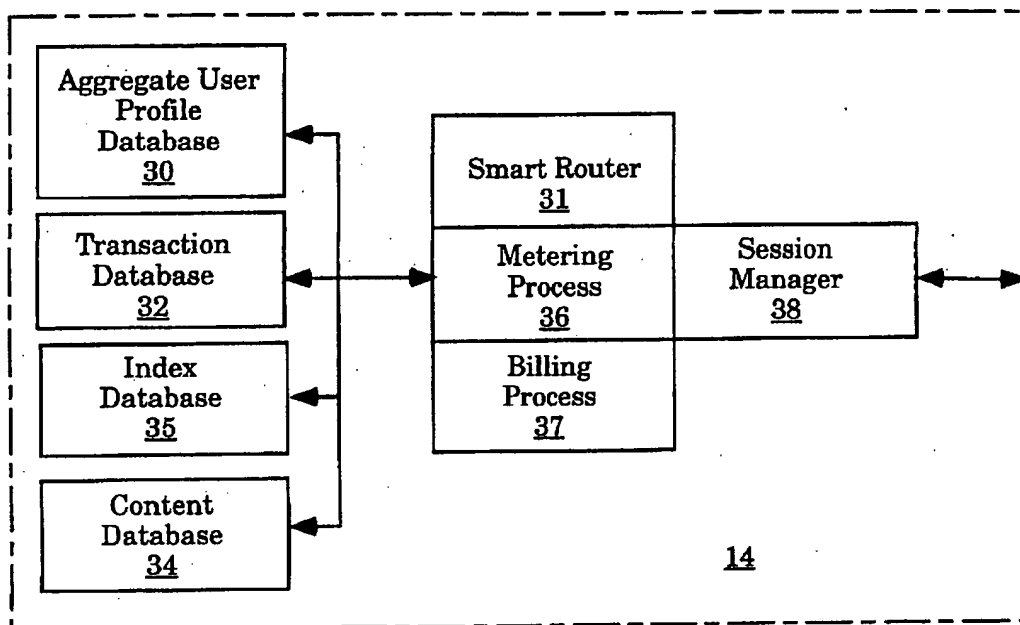 Aggregate User
Profile
Database
30
Transaction
Database
32
Index
Database
35
Content
Database
34
Smart Router
31
Metering
Process
36
Billing
Process
37
Session
Manager
38
14